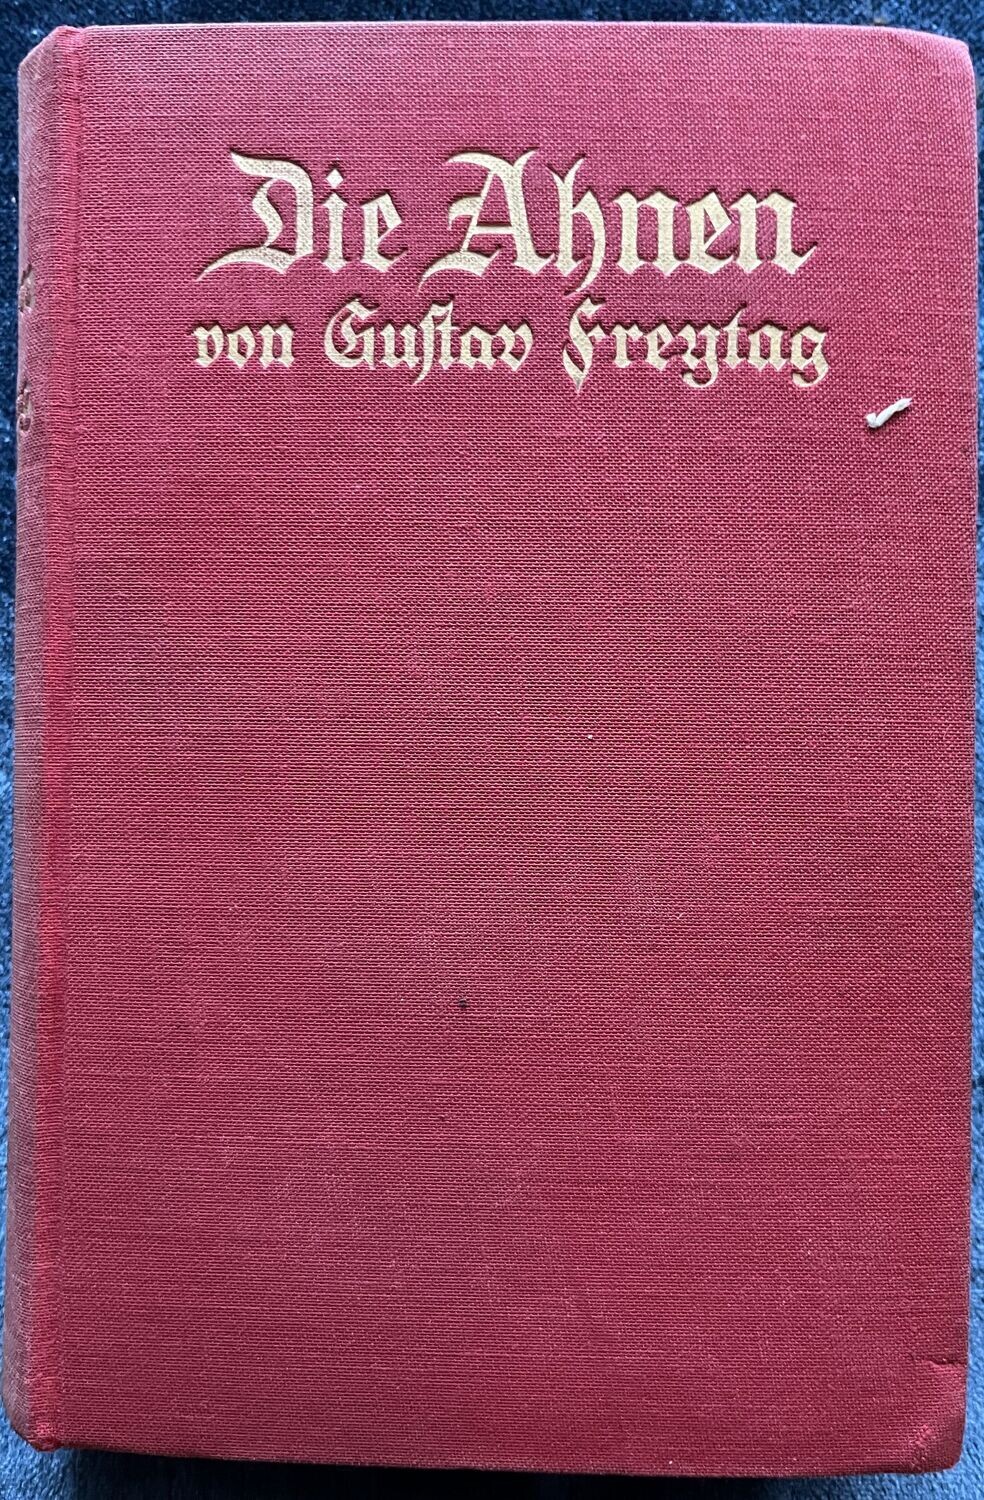 Die Ahnen
von Gustav Freytag